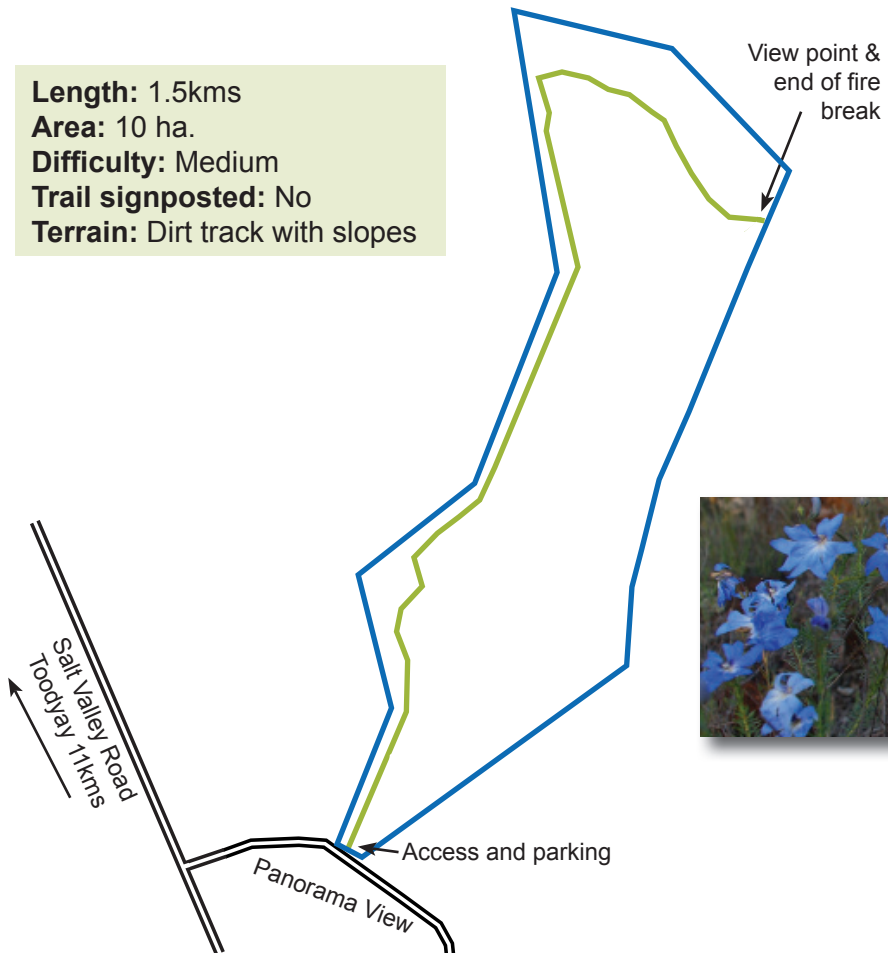 Length: 1.5kms
Area: 10 ha.
Difficulty: Medium
Trail signposted: No
Terrain: Dirt track with slopes
View point &
end of fire
break
Salt Valley Road
Toodyay 11kms
Access and parking
Panorama View